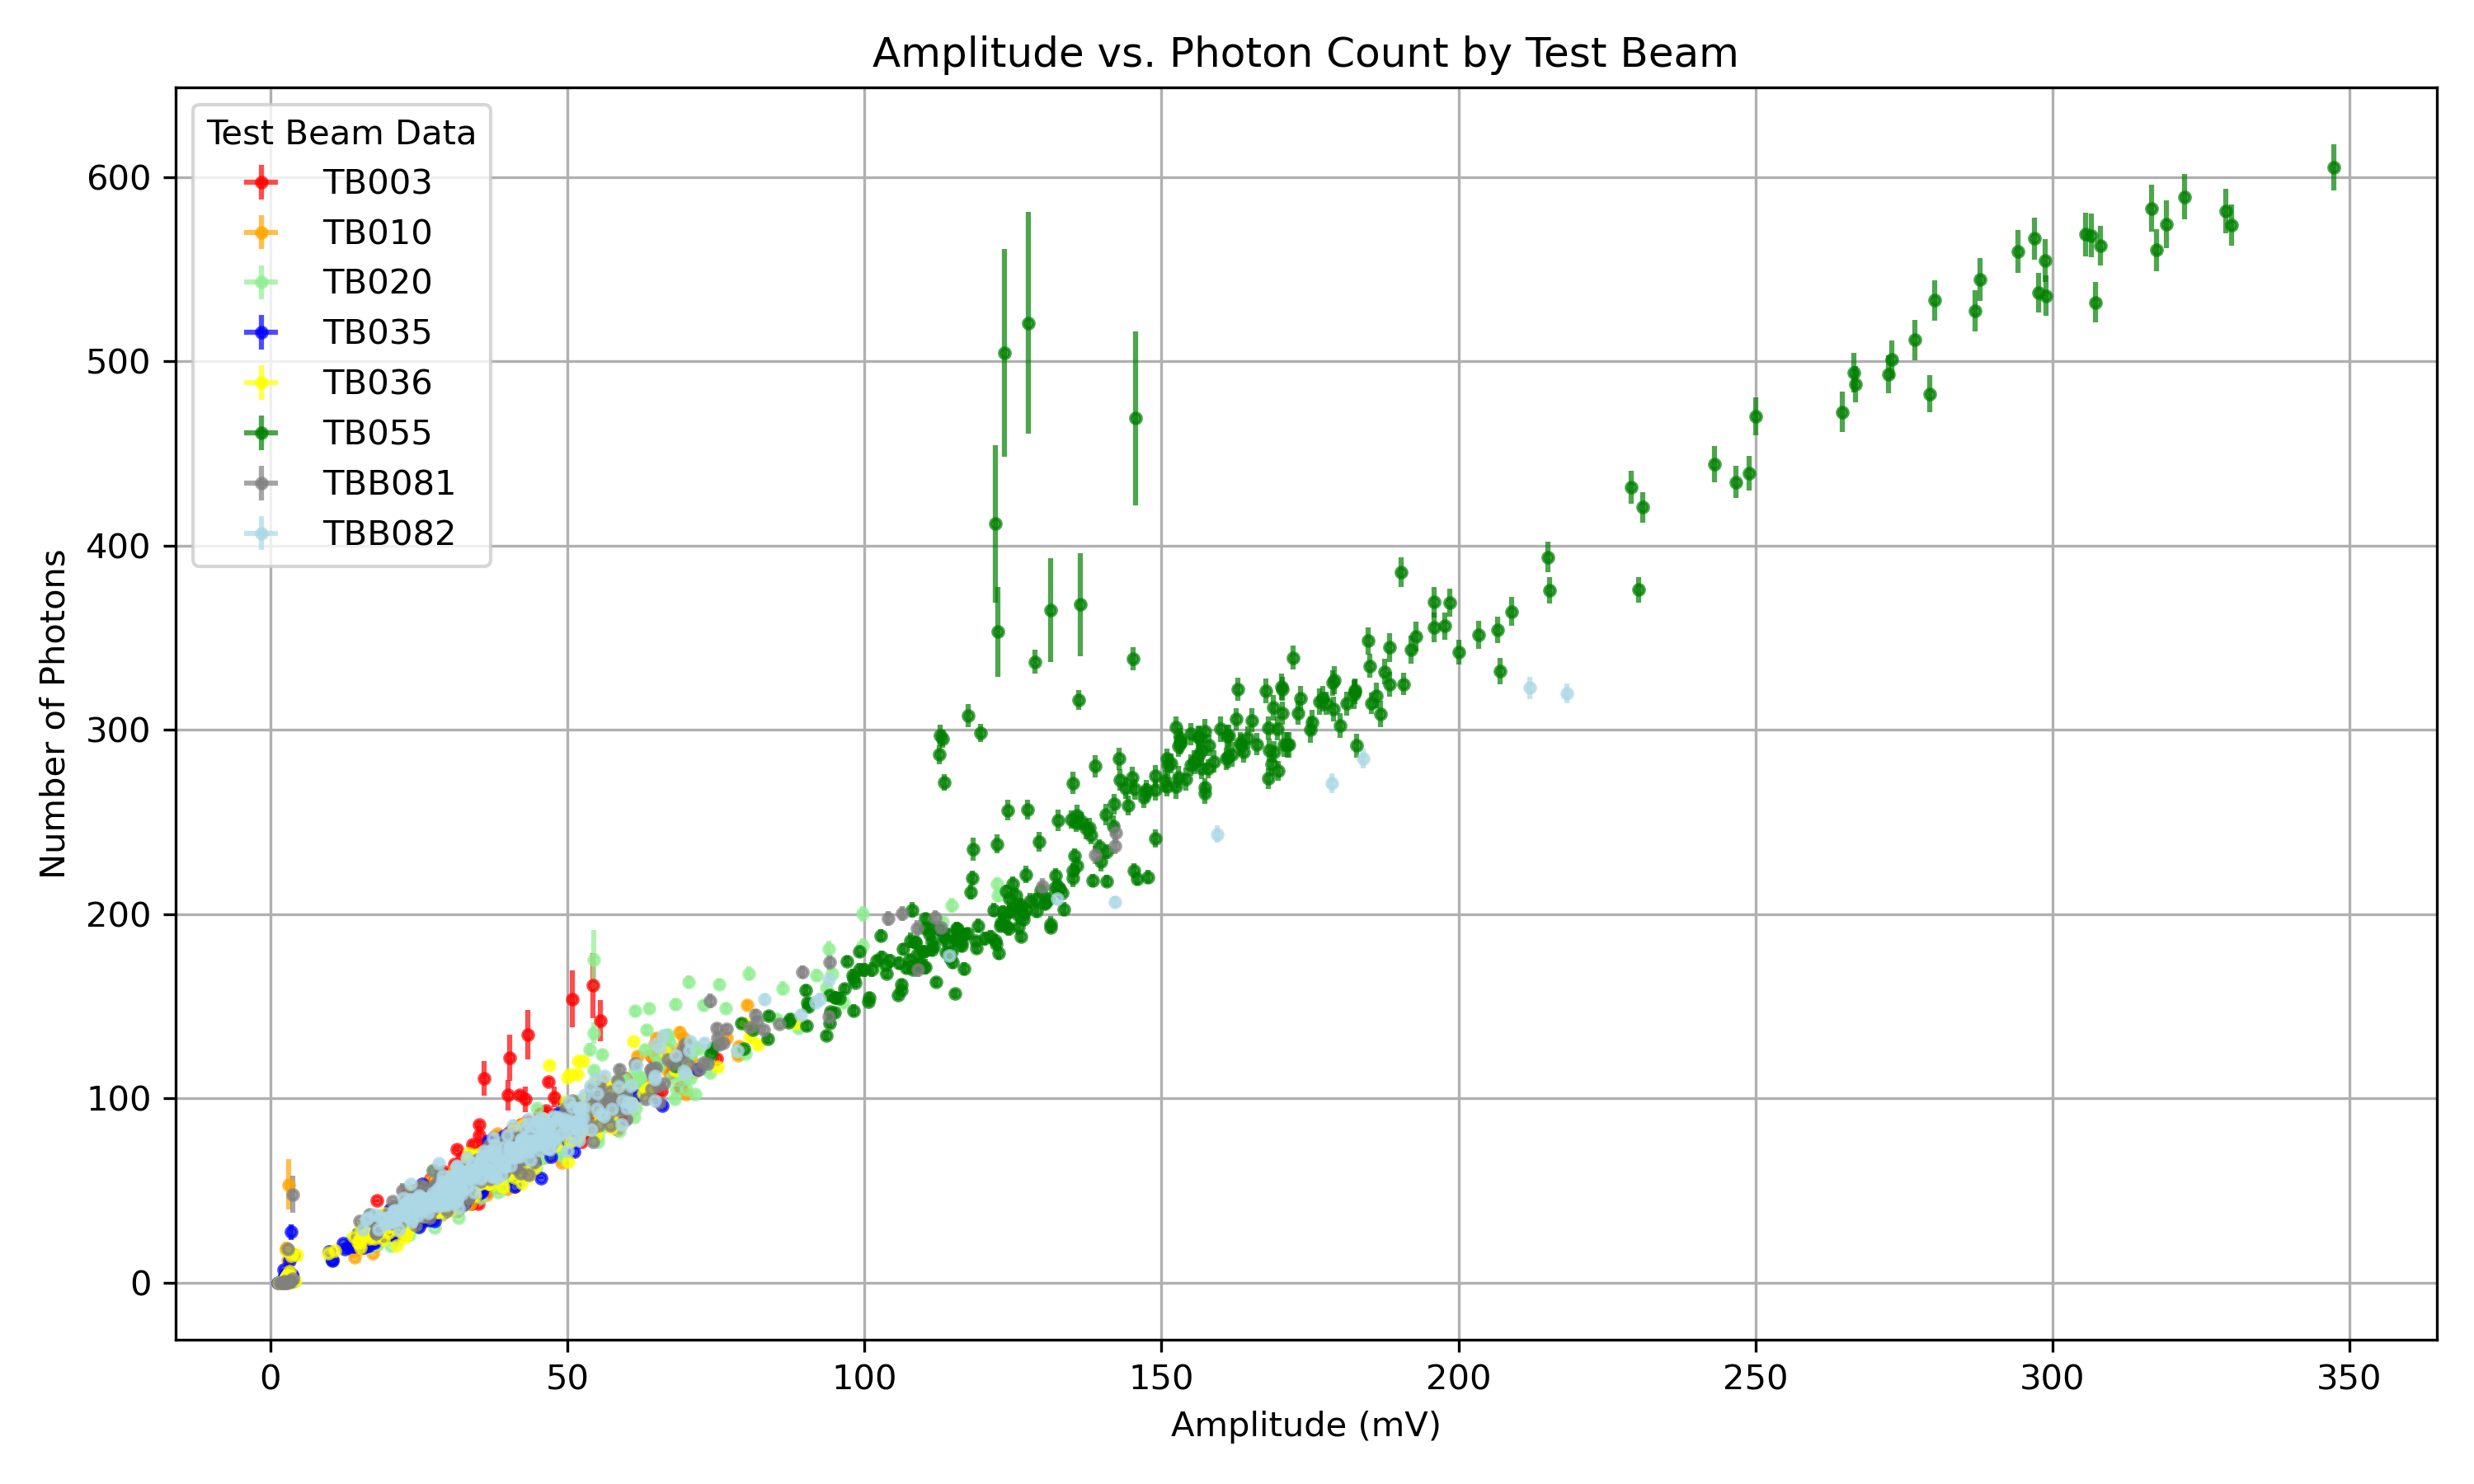 Amplitude vs. Photon Count by Test Beam
Test Beam Data
TB003
TB010
TB020
TB035
TB036
TB055
TBB081
TBB082
Number of Photons
600
500
400
300
200
100
0
0 50 100 150 200 250 300 350
Amplitude (mV)